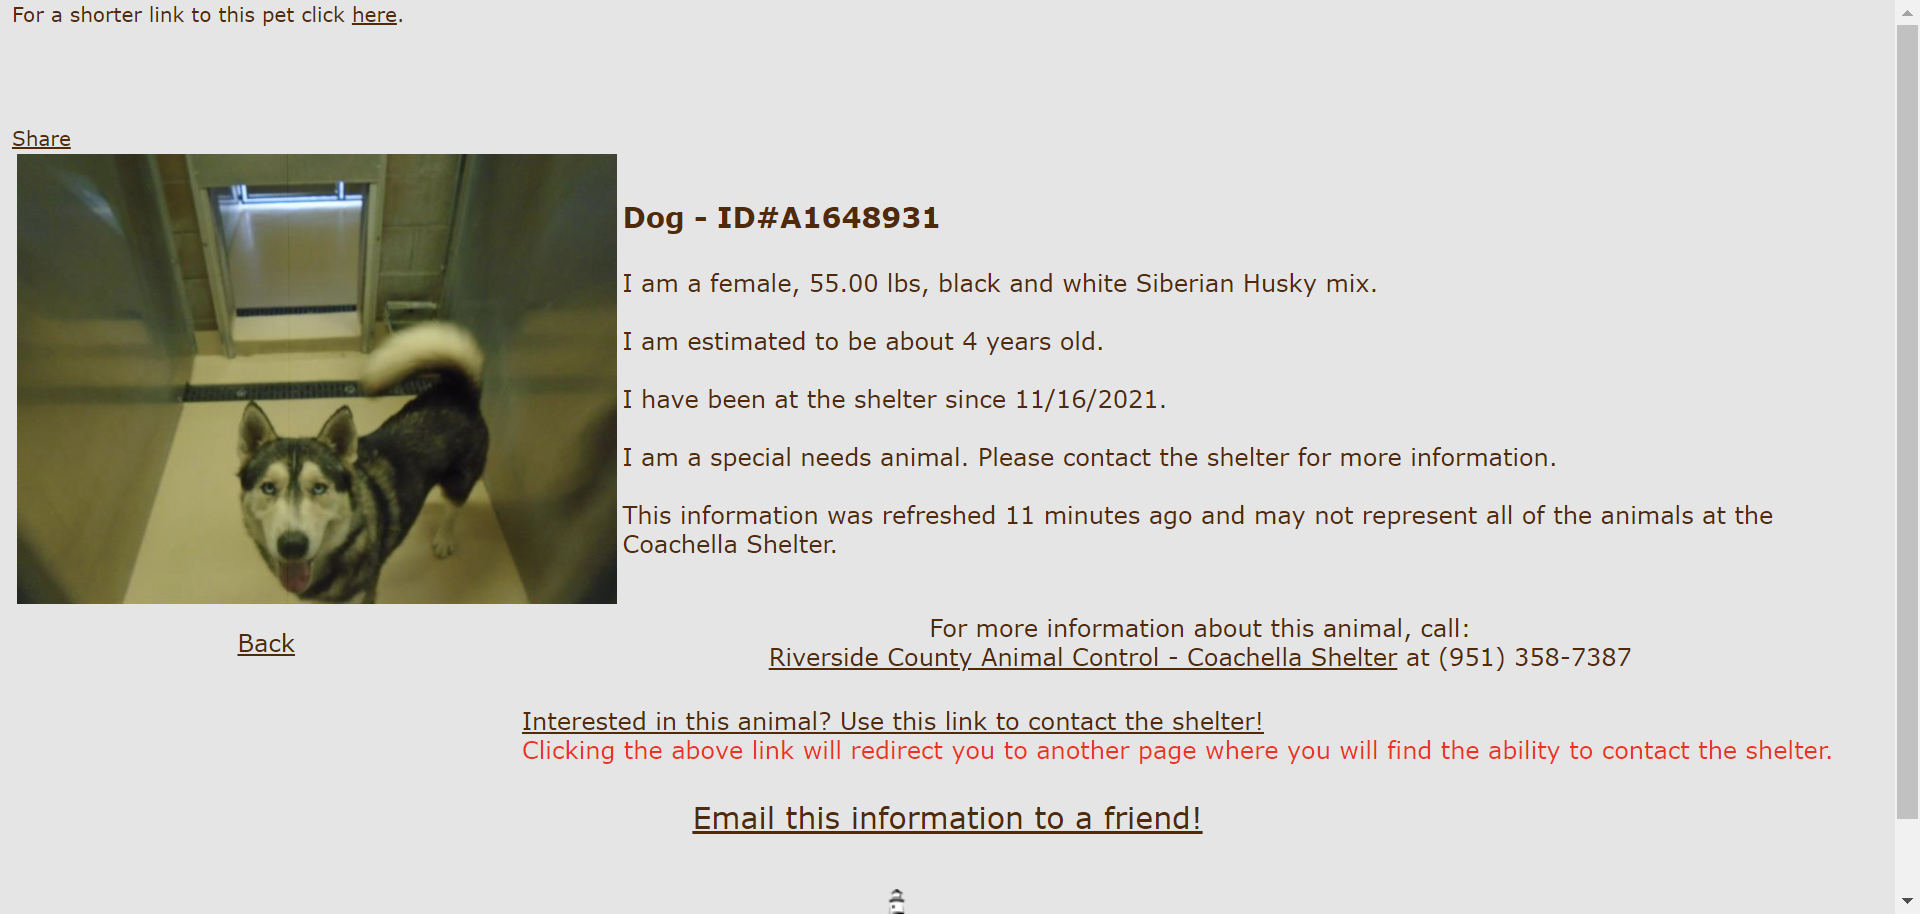 For a shorter link to this pet click here.
Share
Dog - ID#A1648931
I am a female, 55.00 lbs, black and white Siberian Husky mix.
I am estimated to be about 4 years old.
I have been at the shelter since 11/16/2021.
I am a special needs animal. Please contact the shelter for more information.
This information was refreshed 11 minutes ago and may not represent all of the animals at the
Coachella Shelter.
Back
For more information about this animal, call:
Riverside County Animal Control - Coachella Shelter at (951) 358-7387
Interested in this animal? Use this link to contact the shelter!
Clicking the above link will redirect you to another page where you will find the ability to contact the shelter.
Email this information to a friend!